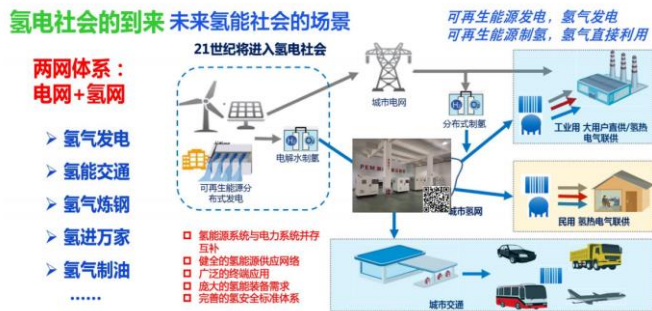 氢电社会的到来 未来氢能社会的场景
可再生能源发电，氢气发电
可再生能源制氢，氢气直接利用
21世纪将进入氢电社会
两网体系：
电网+氢网
氢气发电
氢能交通
氢气炼钢
氢进万家
氢气制油
......
城市电网
H₂
分布式制氢
工业用 大用户直供/氢热
电气联供
电解水制氢
可再生能源分
布式发电
城市氢网
民用 氢热电气联供
氢能源系统与电力系统并存
互补
健全的氢能源供应网络
广泛的终端应用
庞大的氢能装备需求
完善的氢安全标准体系
城市交通